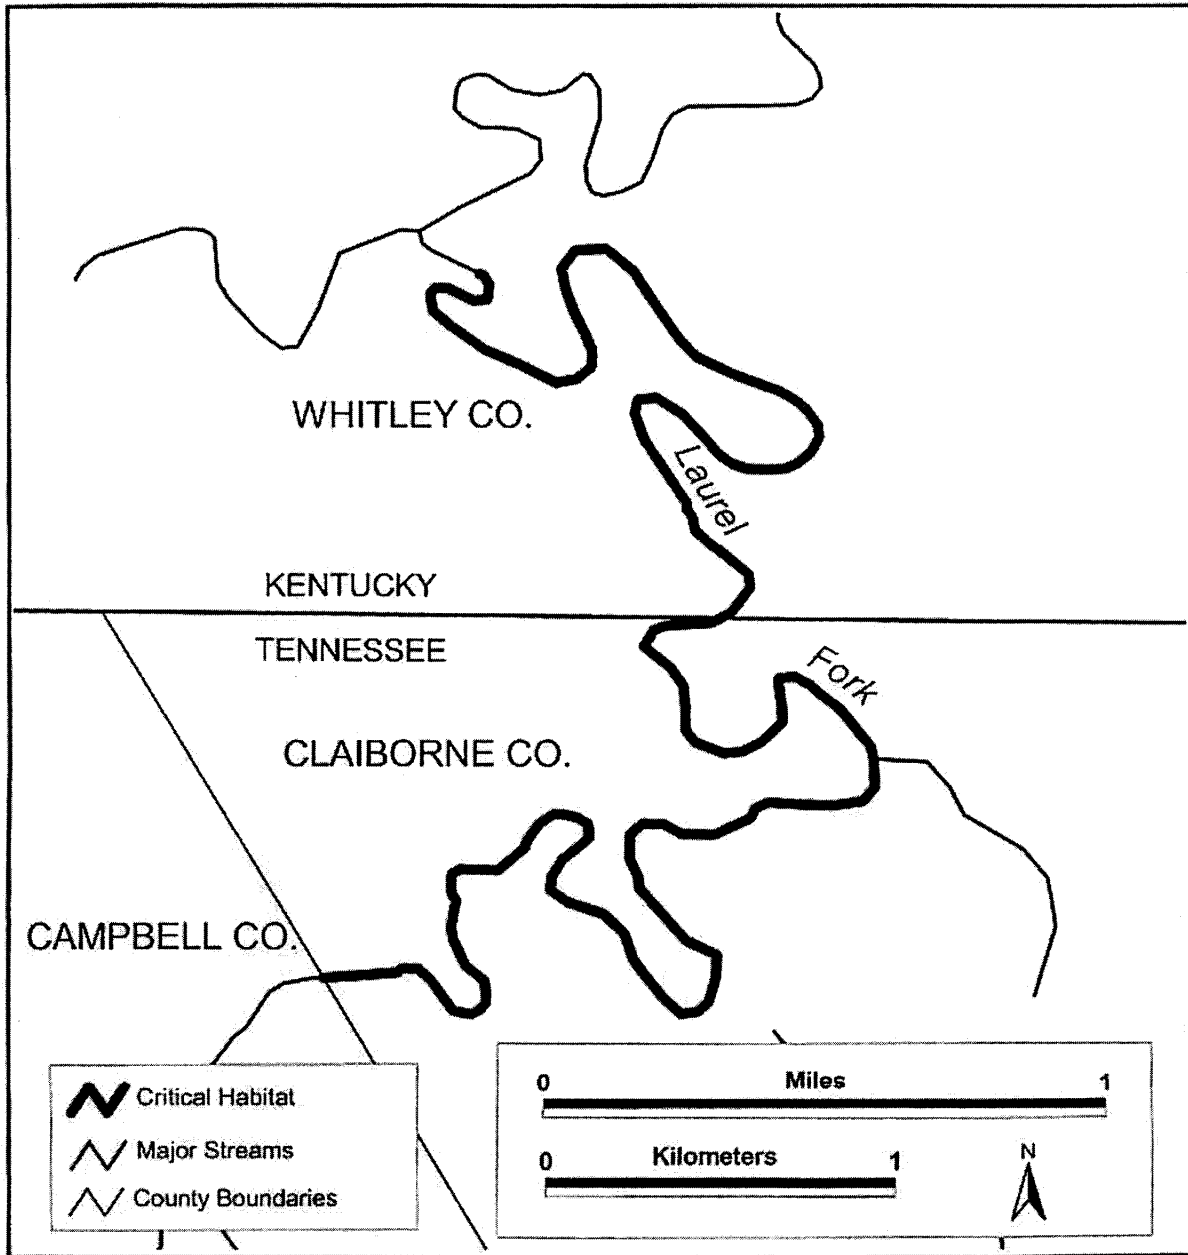 WHITLEY CO.
Laurel
KENTUCKY
TENNESSEE
Fork
CLAIBORNE CO.
CAMPBELL CO.
Critical Habitat
Major Streams
County Boundaries
0 Miles 1
0 Kilometers 1
N